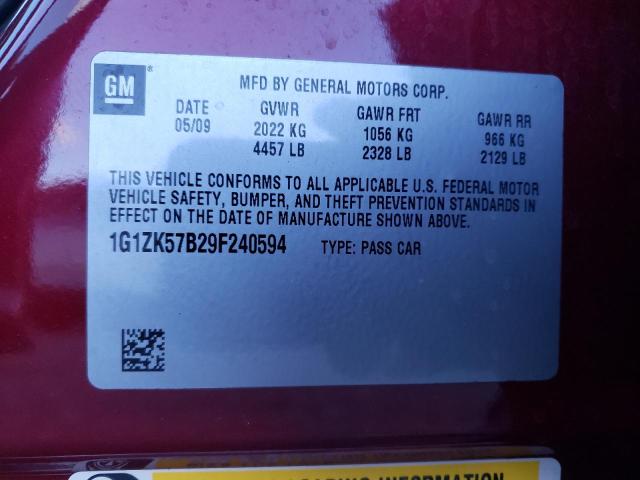 GM
MFD BY GENERAL MOTORS CORP.
DATE GVWR GAWR FRT GAWR RR
05/09 2022 KG 1056 KG 966 KG
4457 LB 2328 LB 2129 LB
THIS VEHICLE CONFORMS TO ALL APPLICABLE U.S. FEDERAL MOTOR
VEHICLE SAFETY, BUMPER, AND THEFT PREVENTION STANDARDS IN
EFFECT ON THE DATE OF MANUFACTURE SHOWN ABOVE.
1G1ZK57B29F240594 TYPE: PASS CAR
LOADING INFORMATION